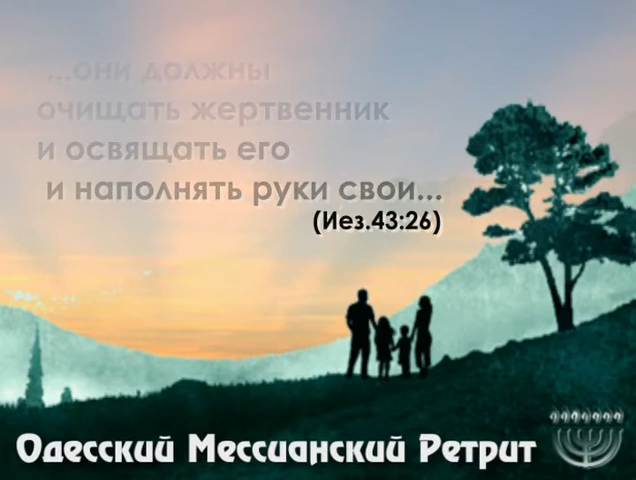 ...они должны
очищать жертвенник
и освящать его
и наполнять руки свои...
(Иез.43:26)
Одесский Мессианский Ретрит